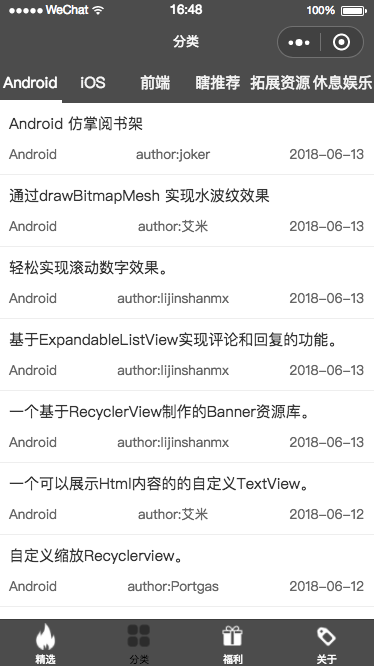 WeChat 16:48 100%
分类
Android iOS 前端 瞎推荐 拓展资源 休息娱乐
Android 仿掌阅书架
Android author:joker 2018-06-13
通过drawBitmapMesh 实现水波纹效果
Android author:艾米 2018-06-13
轻松实现滚动数字效果。
Android author:lijinshanmx 2018-06-13
基于ExpandableListView实现评论和回复的功能。
Android author:lijinshanmx 2018-06-13
一个基于RecyclerView制作的Banner资源库。
Android author:lijinshanmx 2018-06-13
一个可以展示Html内容的的自定义TextView。
Android author:艾米 2018-06-12
自定义缩放Recyclerview。
Android author:Portgas 2018-06-12
精选 分类 福利 关于